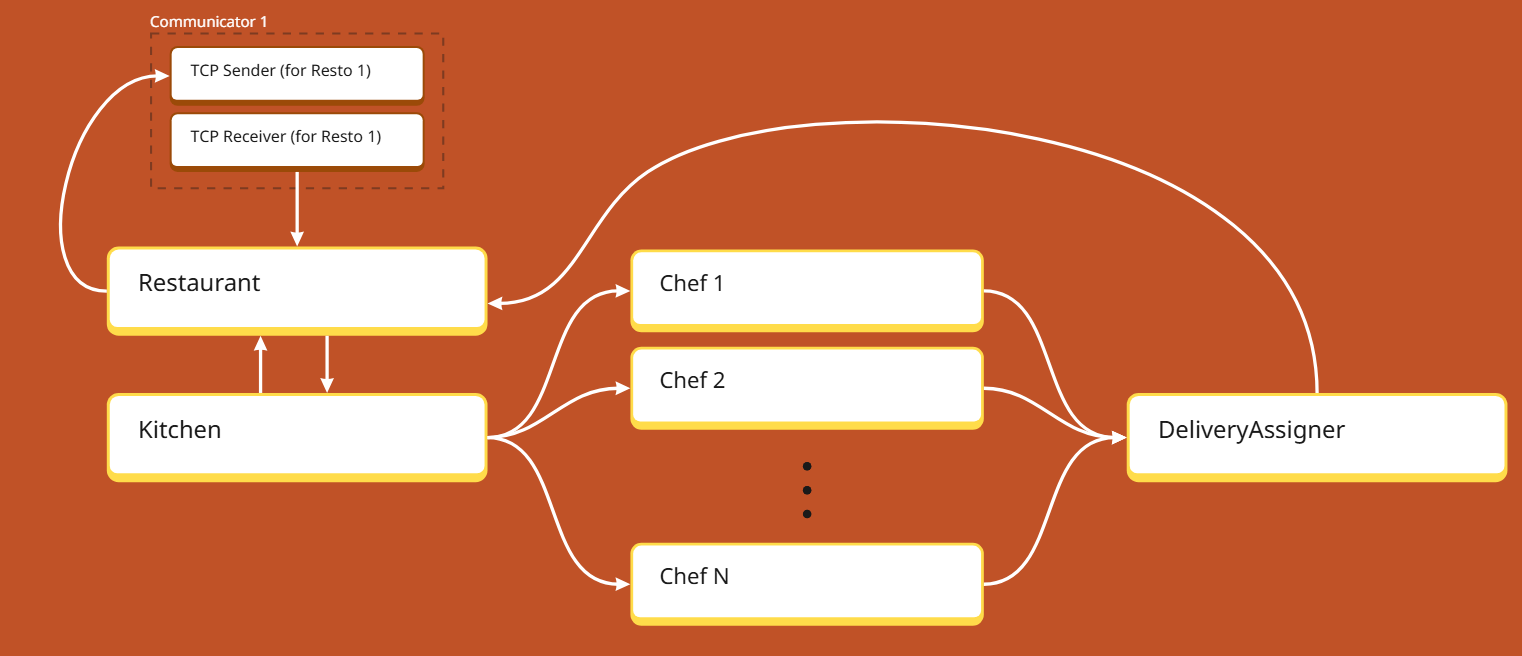 Communicator 1
TCP Sender (for Resto 1)
TCP Receiver (for Resto 1)
Restaurant
Kitchen
Chef 1
Chef 2
Chef N
DeliveryAssigner